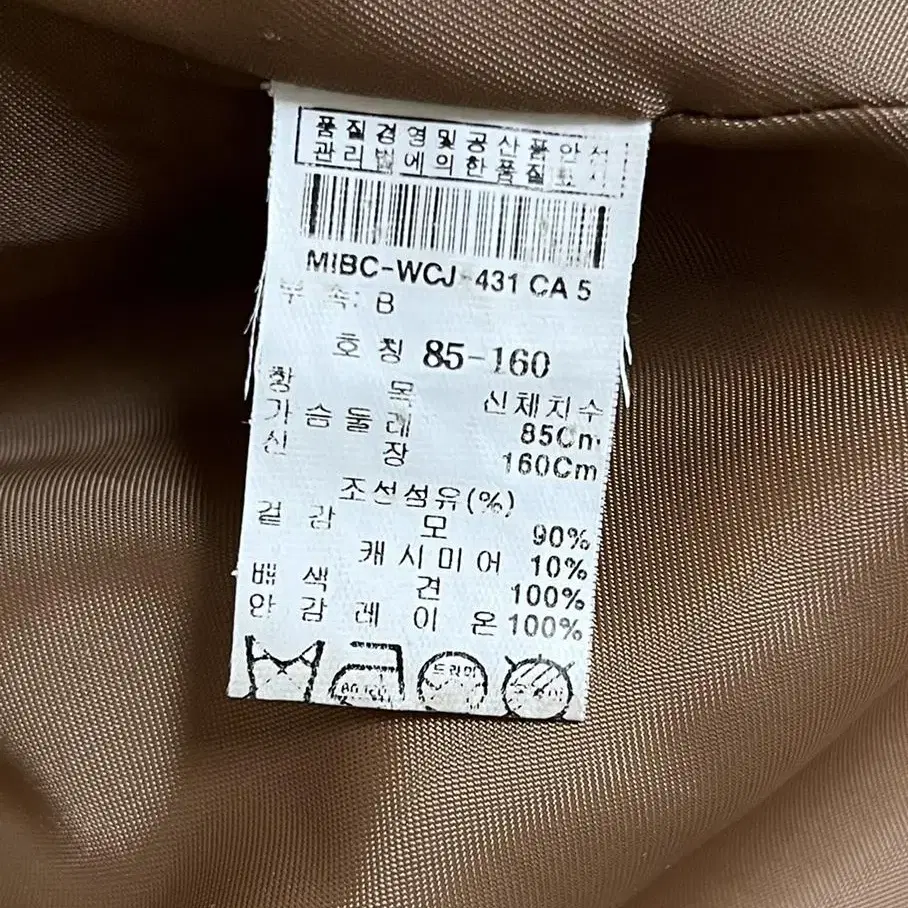 품질경영및공산품안전
관리법에의한품질표시
MIBC-WCJ-431 CA 5
부 속: B
호 칭 85-160
항 목 신체치수
가슴둘레 85Cm
신 장 160Cm
조선섬유(%)
겉 감 모 90%
캐시미어 10%
배 색 견 100%
안 감 레 이 온 100%
드라이